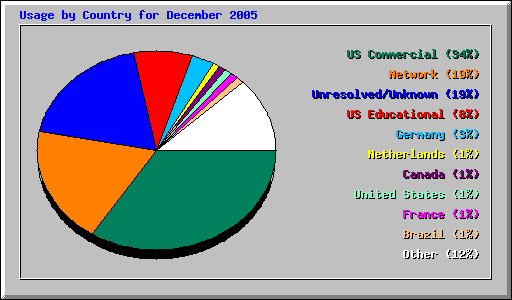 Usage by Country for December 2005
US Commercial (34%)
Network (19%)
Unresolved/Unknown (19%)
US Educational (8%)
Germany (3%)
Netherlands (1%)
Canada (1%)
United States (1%)
France (1%)
Brazil (1%)
Other (12%)